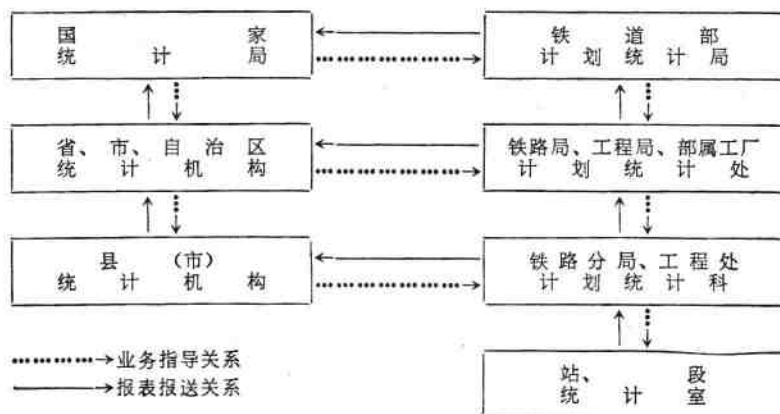 国家
统计局
铁道部
计划统计局
省、市、自治区
统计机构
铁路局、工程局、部属工厂
计划统计处
县（市）
统计机构
铁路分局、工程处
计划统计科
业务指导关系
报表报送关系
站、段
统计室